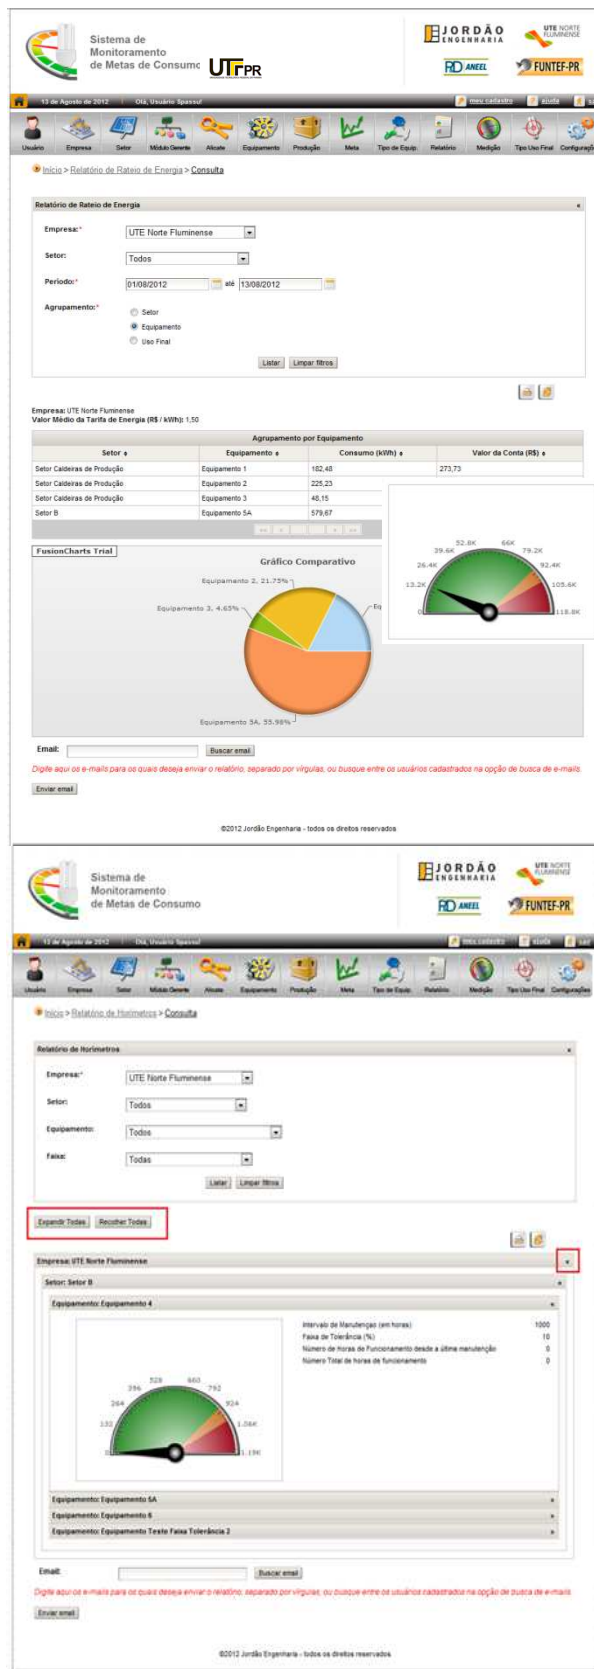 Sistema de
Monitoramento
de Metas de Consumo
UTFPR
JORDÃO
ENGENHARIA
UTE NORTE
FLUMINENSE
RD ANEEL
FUNTEF-PR
13 de Agosto de 2012 | Olá, Usuário Spassu!
meu cadastro ajuda
Usuário Empresa Setor Módulo Gerente Alicate Equipamento Produção Meta Tipo de Equip. Relatório Medição Tipo Uso Final Configuraçõ
Início > Relatório de Rateio de Energia > Consulta
Relatório de Rateio de Energia
Empresa:* UTE Norte Fluminense
Setor: Todos
Período:* 01/08/2012 até 13/08/2012
Agrupamento:*
Setor
Equipamento
Uso Final
Listar Limpar filtros
Empresa: UTE Norte Fluminense
Valor Médio da Tarifa de Energia (R$ / kWh): 1,50
Agrupamento por Equipamento
Setor Equipamento Consumo (kWh) Valor da Conta (R$)
Setor Caldeiras de Produção Equipamento 1 182,48 273,73
Setor Caldeiras de Produção Equipamento 2 225,23
Setor Caldeiras de Produção Equipamento 3 48,15
Setor B Equipamento 5A 579,67
0 13.2K 26.4K 39.6K 52.8K 66K 79.2K 92.4K 105.6K 118.8K
FusionCharts Trial
Gráfico Comparativo
Equipamento 2, 21.75%
Equipamento 3, 4.65%
Eq
Equipamento 5A, 55.98%
Email: Buscar email
Digite aqui os e-mails para os quais deseja enviar o relatório, separado por vírgulas, ou busque entre os usuários cadastrados na opção de busca de e-mails.
Enviar email
©2012 Jordão Engenharia - todos os direitos reservados
Sistema de
Monitoramento
de Metas de Consumo
JORDÃO
ENGENHARIA
UTE NORTE
FLUMINENSE
RD ANEEL
FUNTEF-PR
13 de Agosto de 2012 | Olá, Usuário Spassu!
meu cadastro ajuda sair
Usuário Empresa Setor Módulo Gerente Alicate Equipamento Produção Meta Tipo de Equip. Relatório Medição Tipo Uso Final Configurações
Início > Relatório de Horímetros > Consulta
Relatório de Horímetros
Empresa:* UTE Norte Fluminense
Setor: Todos
Equipamento: Todos
Faixa: Todas
Listar Limpar filtros
Expandir Todas Recolher Todas
Empresa: UTE Norte Fluminense
Setor: Setor B
Equipamento: Equipamento 4
Intervalo de Manutenção (em horas) 1000
Faixa de Tolerância (%) 10
Número de Horas de Funcionamento desde a última manutenção 0
Número Total de horas de funcionamento 0
0 132 264 396 528 660 792 924 1.06K 1.19K
Equipamento: Equipamento 5A
Equipamento: Equipamento 6
Equipamento: Equipamento Teste Faixa Tolerância 2
Email: Buscar email
Digite aqui os e-mails para os quais deseja enviar o relatório, separado por vírgulas, ou busque entre os usuários cadastrados na opção de busca de e-mails.
Enviar email
©2012 Jordão Engenharia - todos os direitos reservados